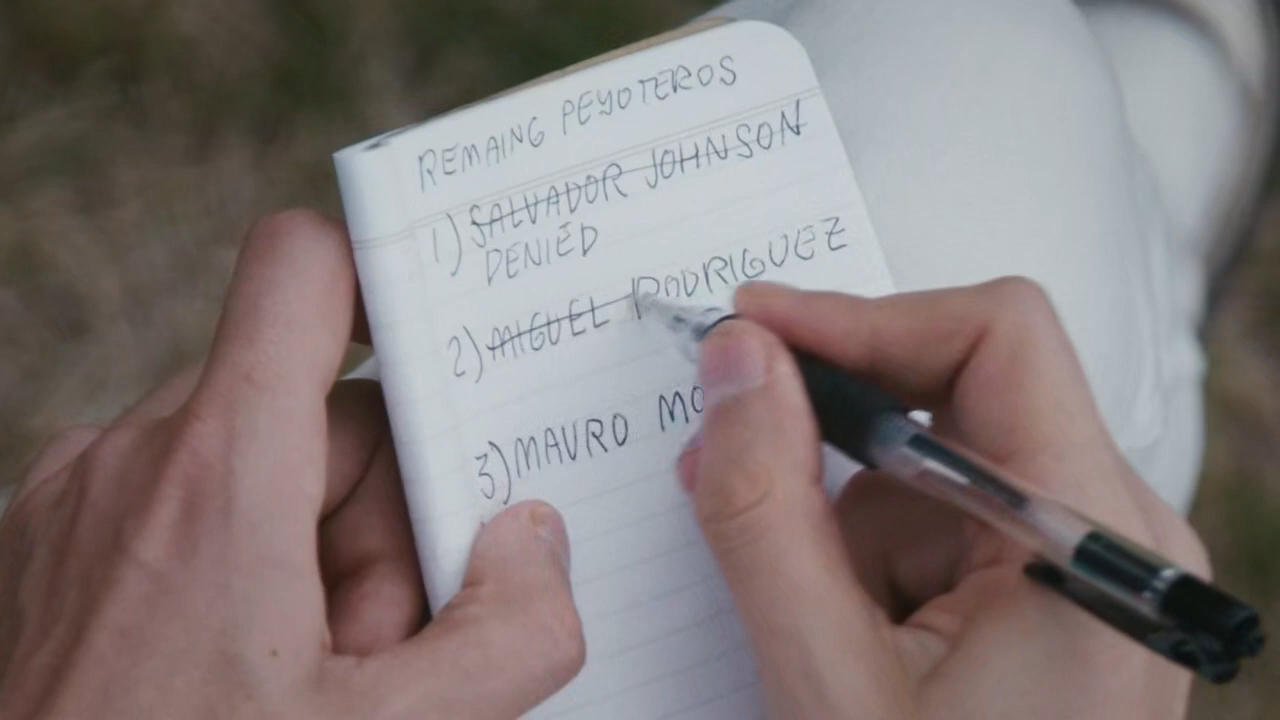 REMAING PEYOTEROS
1) SALVADOR JOHNSON
DENIED
2) MIGUEL RODRIGUEZ
3) MAURO MO